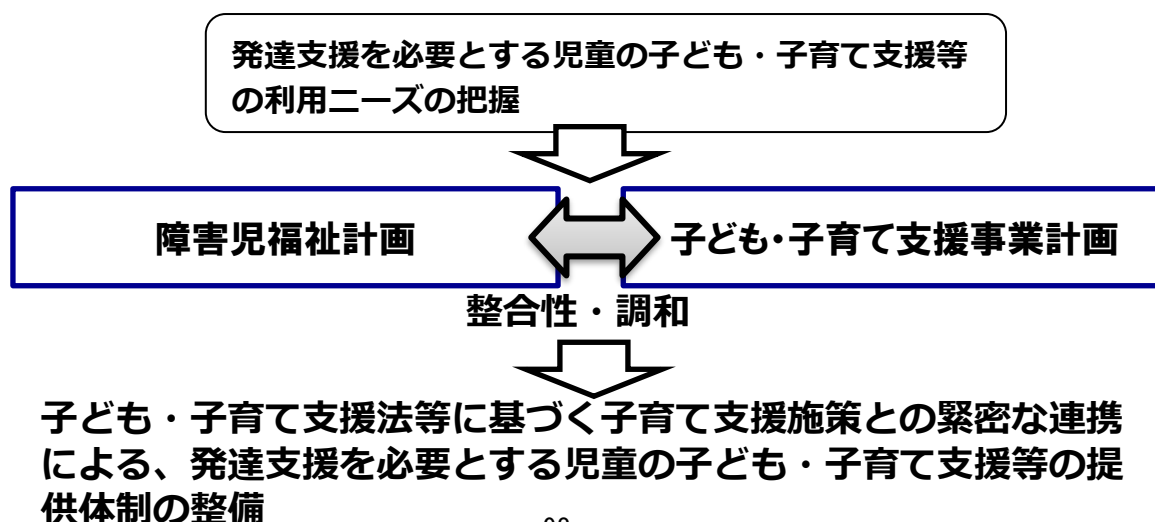 発達支援を必要とする児童の子ども・子育て支援等
の利用ニーズの把握
障害児福祉計画
子ども・子育て支援事業計画
整合性・調和
子ども・子育て支援法等に基づく子育て支援施策との緊密な連携
による、発達支援を必要とする児童の子ども・子育て支援等の提
供体制の整備